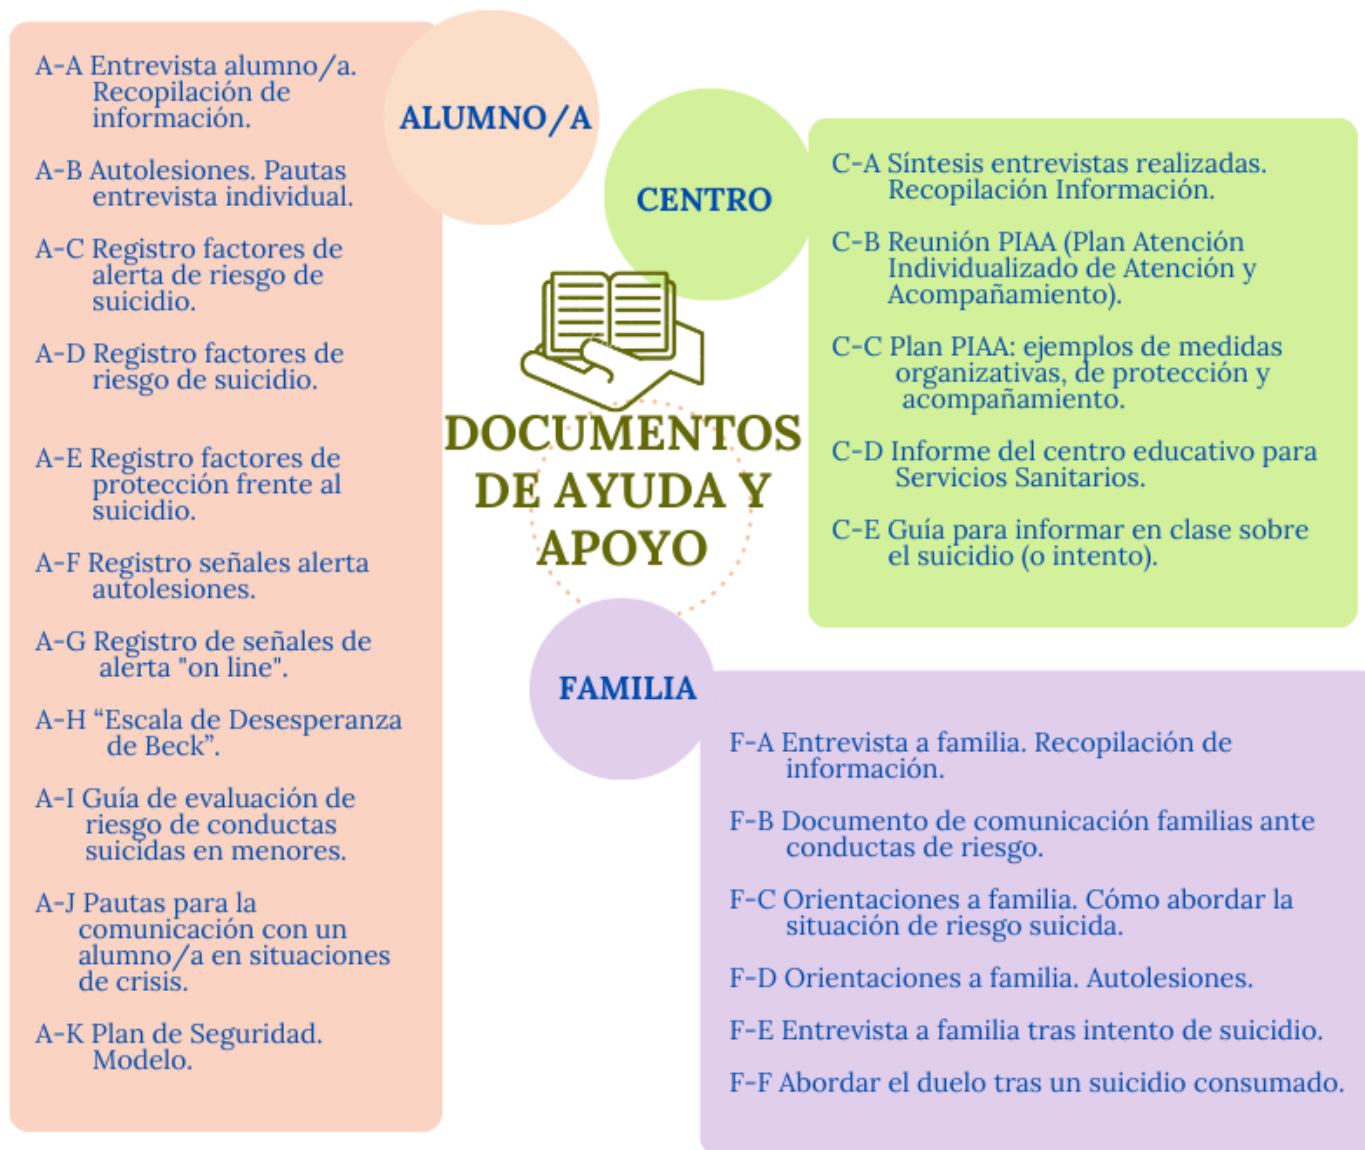 ALUMNO/A
A-A Entrevista alumno/a.
Recopilación de
información.
A-B Autolesiones. Pautas
entrevista individual.
A-C Registro factores de
alerta de riesgo de
suicidio.
A-D Registro factores de
riesgo de suicidio.
A-E Registro factores de
protección frente al
suicidio.
A-F Registro señales alerta
autolesiones.
A-G Registro de señales de
alerta "on line".
A-H “Escala de Desesperanza
de Beck”.
A-I Guía de evaluación de
riesgo de conductas
suicidas en menores.
A-J Pautas para la
comunicación con un
alumno/a en situaciones
de crisis.
A-K Plan de Seguridad.
Modelo.
CENTRO
C-A Síntesis entrevistas realizadas.
Recopilación Información.
C-B Reunión PIAA (Plan Atención
Individualizado de Atención y
Acompañamiento).
C-C Plan PIAA: ejemplos de medidas
organizativas, de protección y
acompañamiento.
C-D Informe del centro educativo para
Servicios Sanitarios.
C-E Guía para informar en clase sobre
el suicidio (o intento).
DOCUMENTOS
DE AYUDA Y
APOYO
FAMILIA
F-A Entrevista a familia. Recopilación de
información.
F-B Documento de comunicación familias ante
conductas de riesgo.
F-C Orientaciones a familia. Cómo abordar la
situación de riesgo suicida.
F-D Orientaciones a familia. Autolesiones.
F-E Entrevista a familia tras intento de suicidio.
F-F Abordar el duelo tras un suicidio consumado.